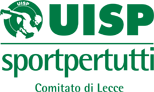 UISP
sportpertutti
Comitato di Lecce